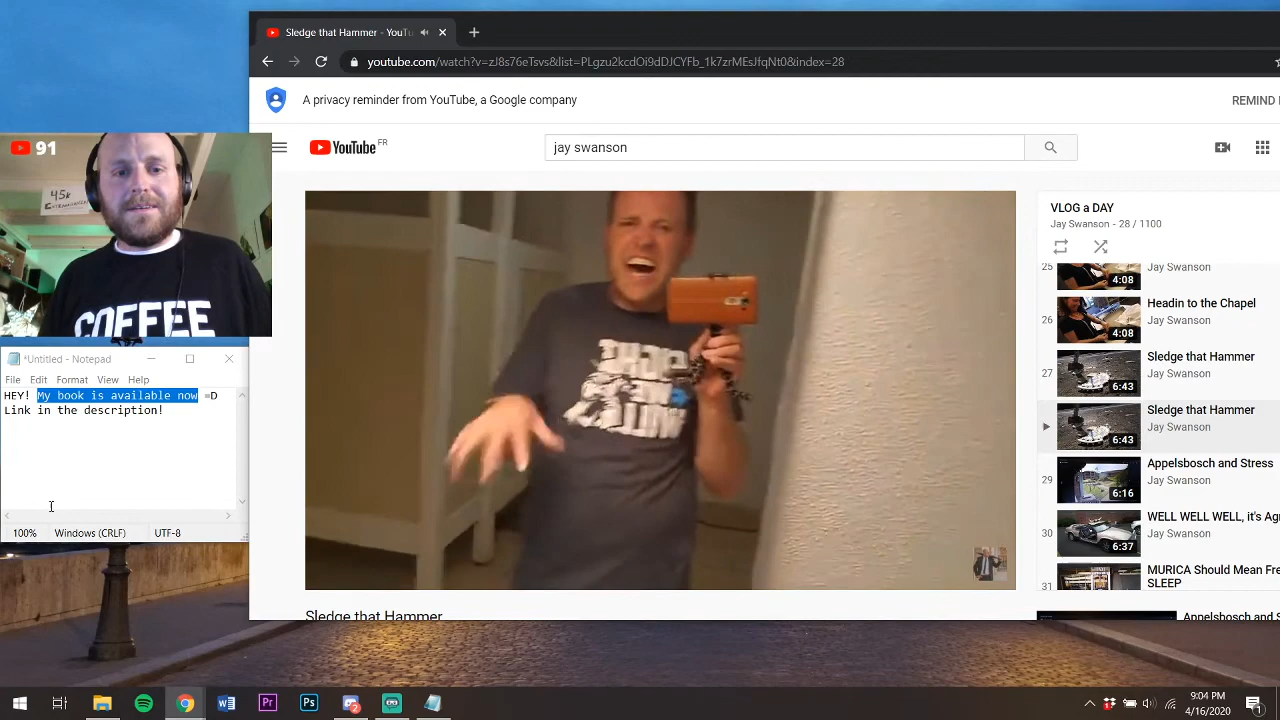 Sledge that Hammer - YouTu
youtube.com/watch?v=zJ8s76eTsvs&list=PLgzu2kcdOi9dDJCYFb_1k7zrMEsJfqNt0&index=28
A privacy reminder from YouTube, a Google company
REMIND
YouTube FR
jay swanson
91
45k
COFFEE
VLOG a DAY
Jay Swanson - 28 / 1100
25
Jay Swanson
4:08
26
Headin to the Chapel
Jay Swanson
4:08
27
Sledge that Hammer
Jay Swanson
6:43
Sledge that Hammer
Jay Swanson
6:43
29
Appelsbosch and Stress
Jay Swanson
6:16
30
WELL WELL WELL, it's Ag
Jay Swanson
6:37
31
MURICA Should Mean Fre
SLEEP
Sledge that Hammer
Appelsbosch and S
*Untitled - Notepad
File Edit Format View Help
HEY! My book is available now =D
Link in the description!
100% Windows (CRLF) UTF-8
W Pr Ps
9:04 PM
4/16/2020
1